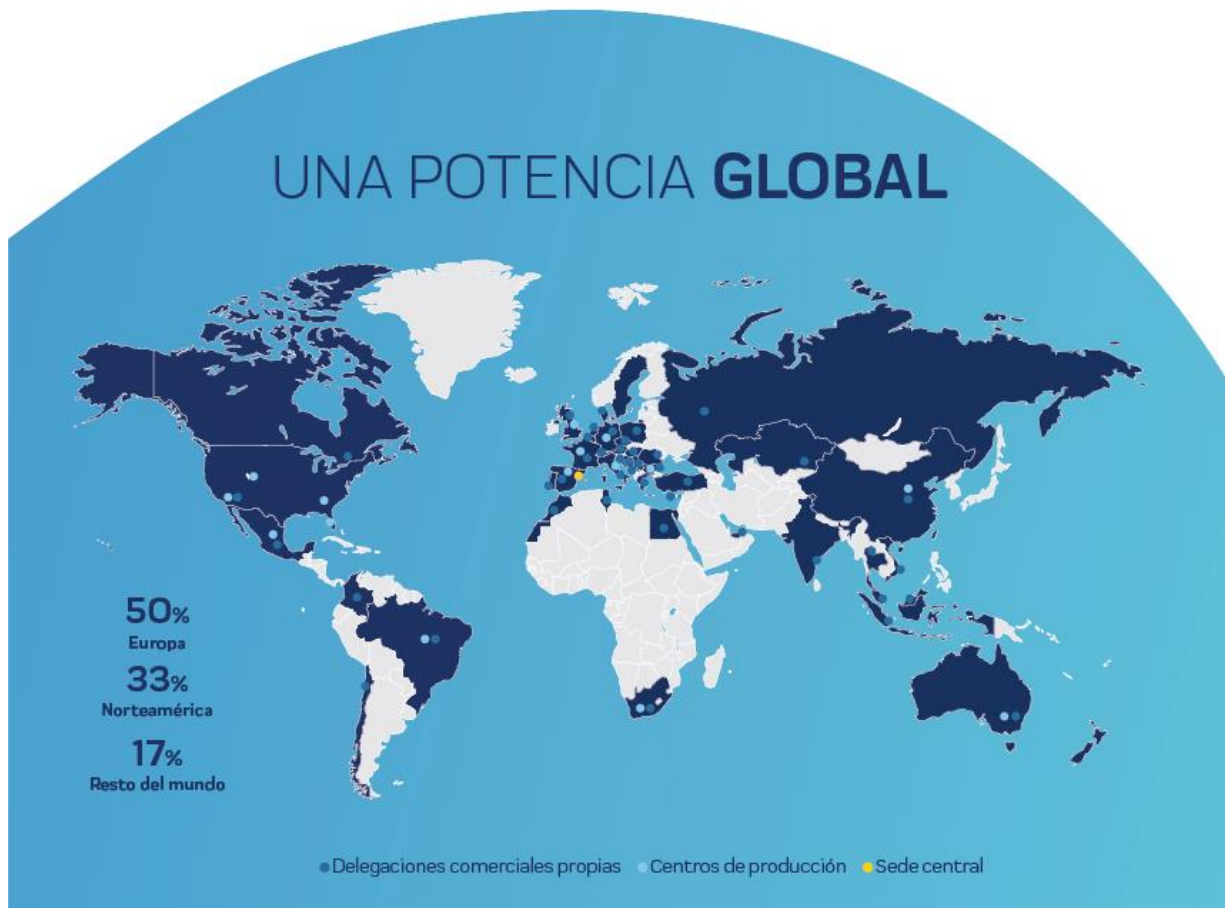 UNA POTENCIA GLOBAL
50%
Europa
33%
Norteamérica
17%
Resto del mundo
Delegaciones comerciales propias Centros de producción Sede central